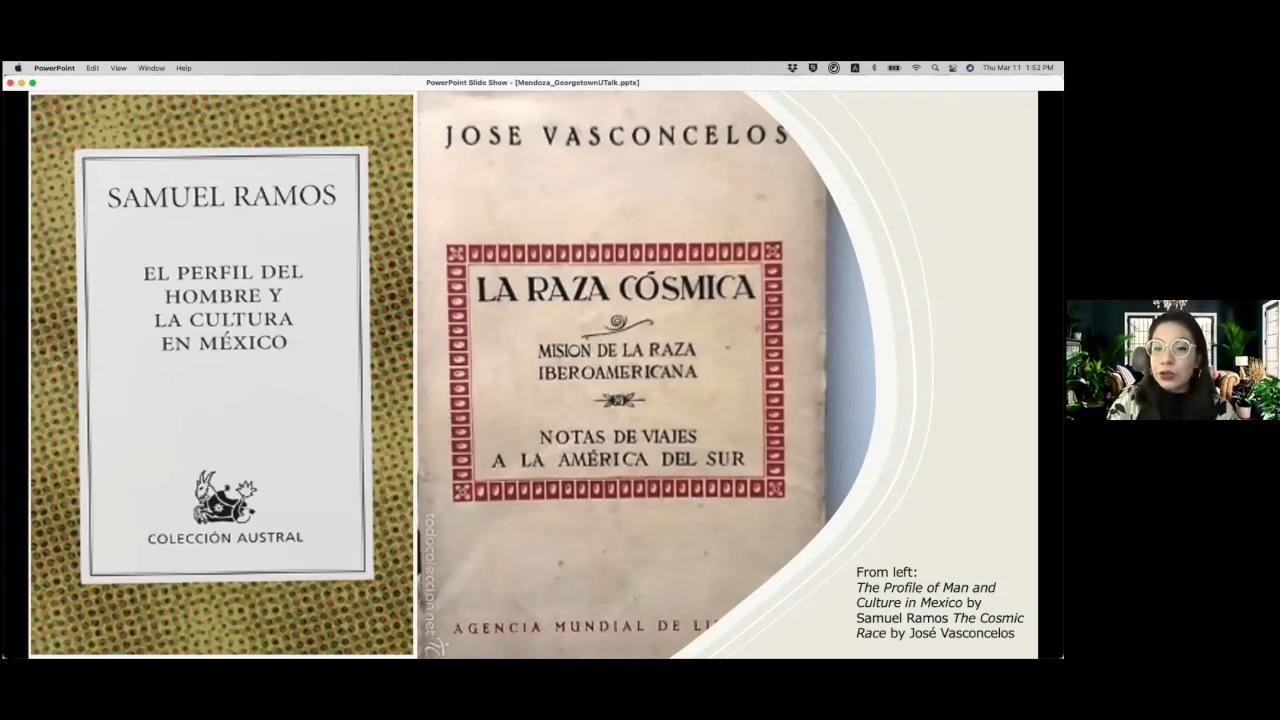 PowerPoint Edit View Window Help
Thu Mar 11 1:52 PM
PowerPoint Slide Show - [Mendoza_GeorgetownUTalk.pptx]
SAMUEL RAMOS
EL PERFIL DEL
HOMBRE Y
LA CULTURA
EN MÉXICO
COLECCIÓN AUSTRAL
JOSE VASCONCELOS
LA RAZA CÓSMICA
MISION DE LA RAZA
IBEROAMERICANA
NOTAS DE VIAJES
A LA AMÉRICA DEL SUR
AGENCIA MUNDIAL DE
todocoleccion.net
From left:
The Profile of Man and
Culture in Mexico by
Samuel Ramos The Cosmic
Race by José Vasconcelos